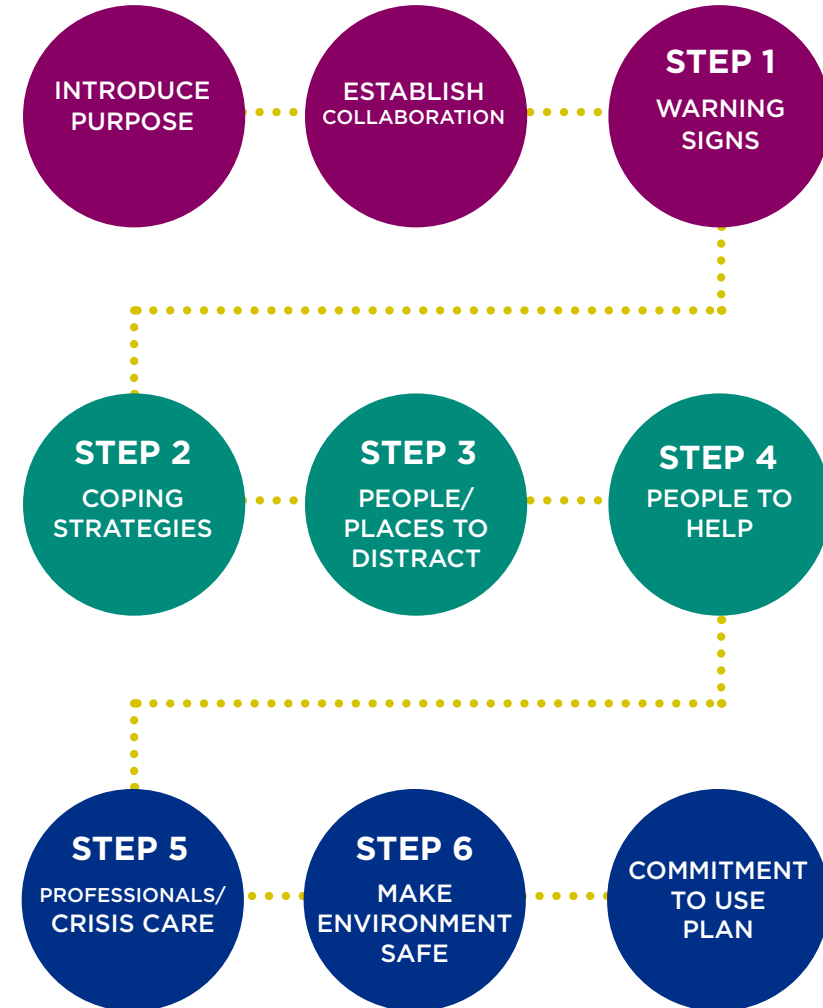 INTRODUCE
PURPOSE
ESTABLISH
COLLABORATION
STEP 1
WARNING
SIGNS
STEP 2
COPING
STRATEGIES
STEP 3
PEOPLE/
PLACES TO
DISTRACT
STEP 4
PEOPLE TO
HELP
STEP 5
PROFESSIONALS/
CRISIS CARE
STEP 6
MAKE
ENVIRONMENT
SAFE
COMMITMENT
TO USE
PLAN